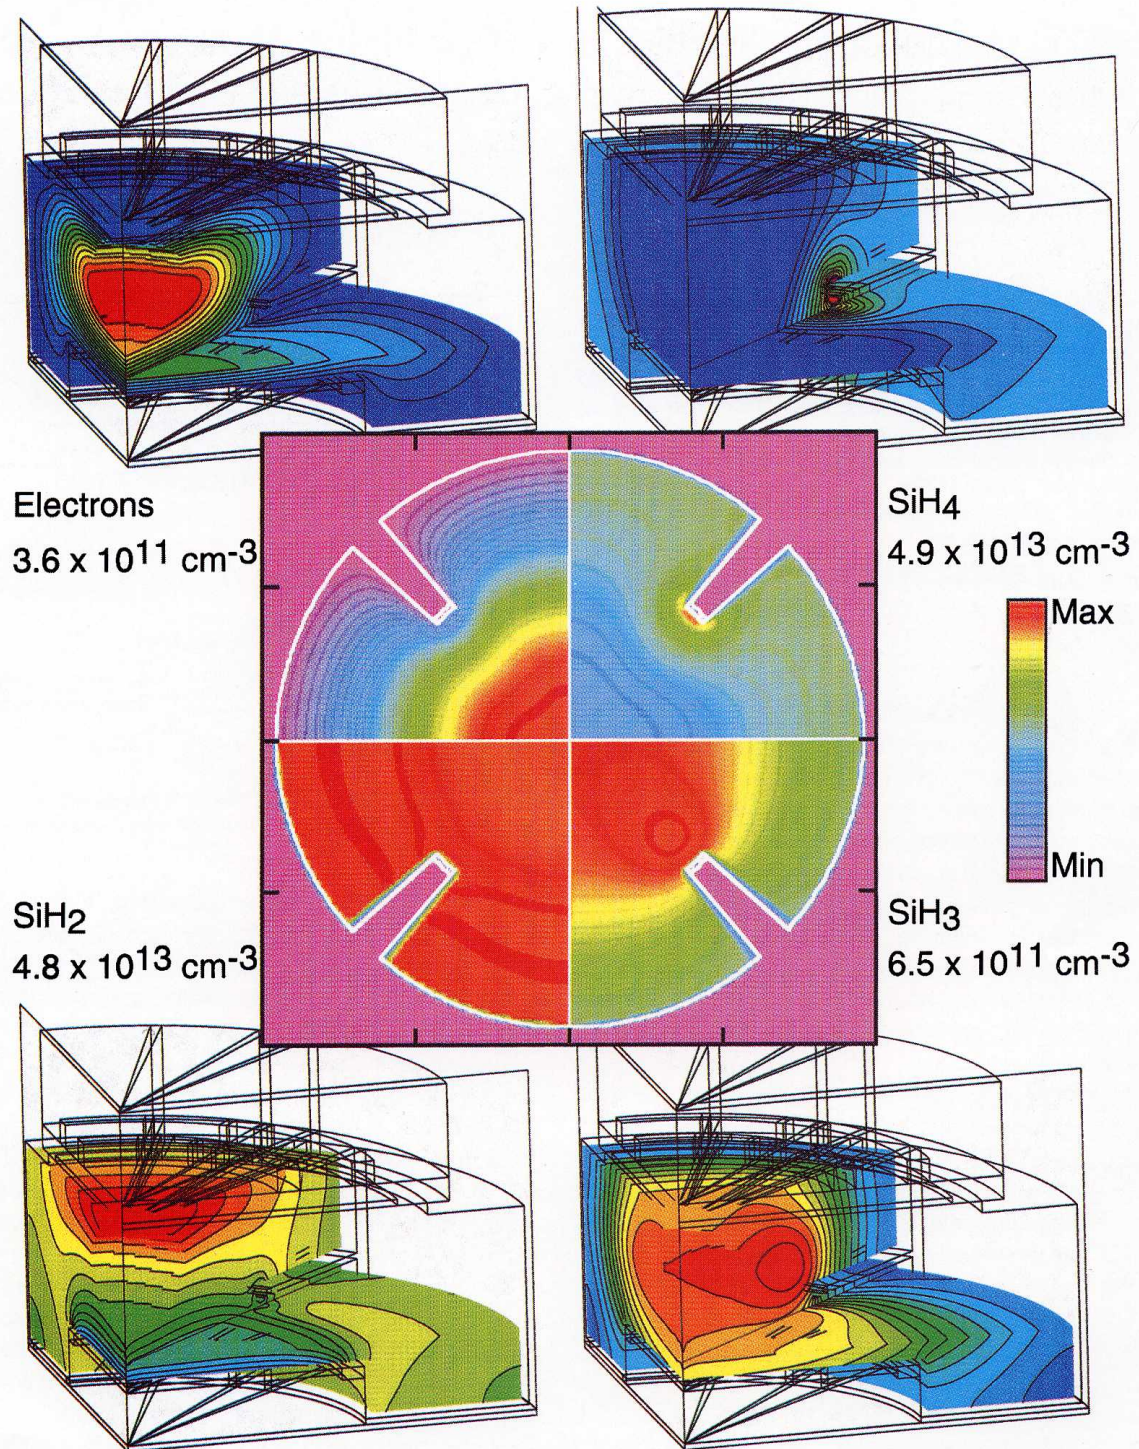 Electrons
3.6 x 10¹¹ cm⁻³
SiH₄
4.9 x 10¹³ cm⁻³
Max
Min
SiH₂
4.8 x 10¹³ cm⁻³
SiH₃
6.5 x 10¹¹ cm⁻³